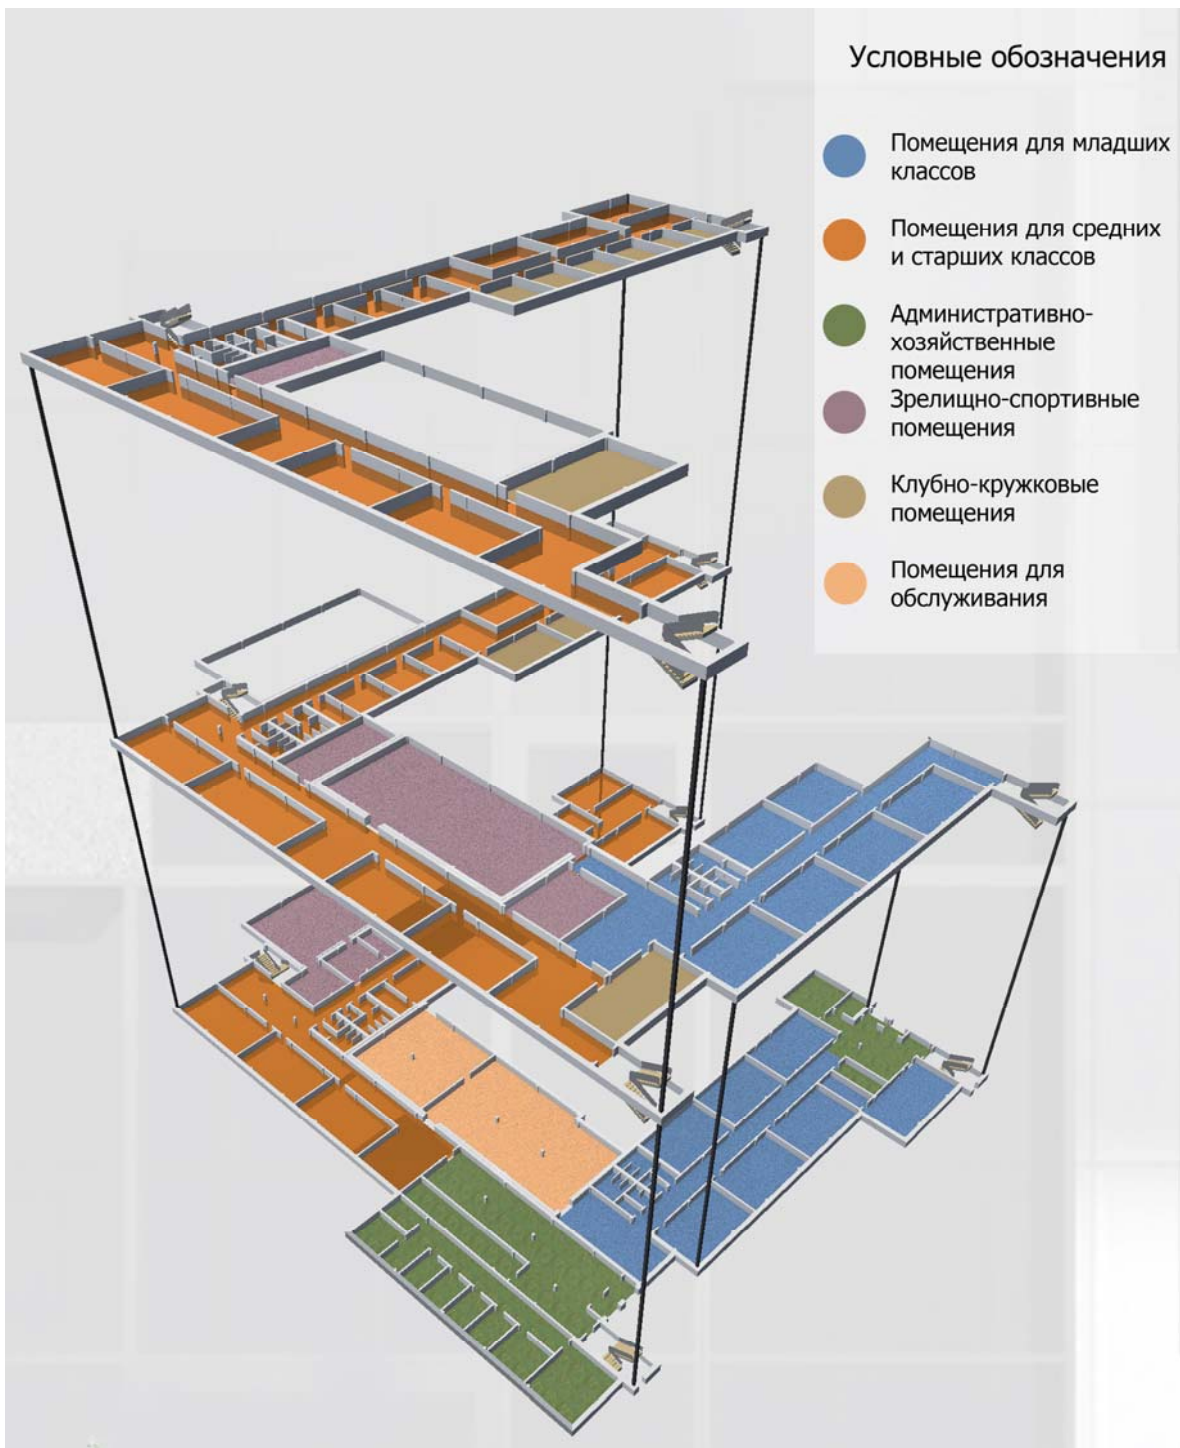 Условные обозначения
Помещения для младших
классов
Помещения для средних
и старших классов
Административно-
хозяйственные
помещения
Зрелищно-спортивные
помещения
Клубно-кружковые
помещения
Помещения для
обслуживания